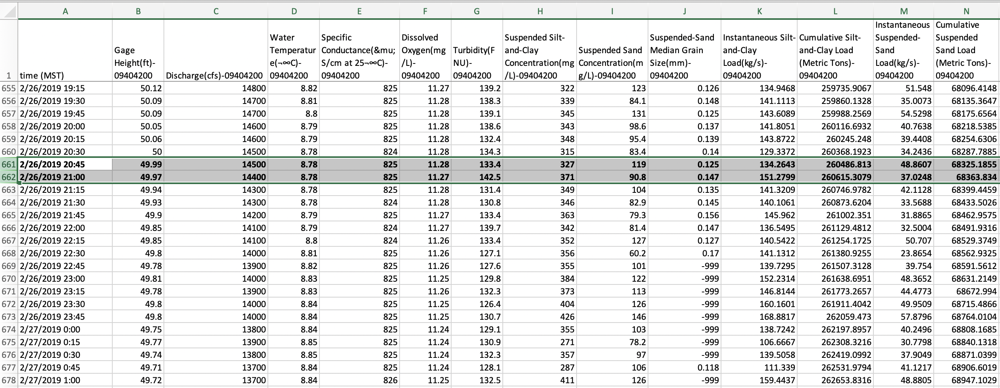 A B C D E F G H I J K L M N
1 time (MST) Gage Height(ft)-09404200 Discharge(cfs)-09404200 Water Temperature(¬∞C)-09404200 Specific Conductance(&mu;S/cm at 25¬∞C)-09404200 Dissolved Oxygen(mg/L)-09404200 Turbidity(FNU)-09404200 Suspended Silt-and-Clay Concentration(mg/L)-09404200 Suspended Sand Concentration(mg/L)-09404200 Suspended-Sand Median Grain Size(mm)-09404200 Instantaneous Silt-and-Clay Load(kg/s)-09404200 Cumulative Silt-and-Clay Load (Metric Tons)-09404200 Instantaneous Suspended-Sand Load(kg/s)-09404200 Cumulative Suspended Sand Load (Metric Tons)-09404200
655 2/26/2019 19:15 50.12 14800 8.82 825 11.27 139.2 322 123 0.126 134.9468 259735.9067 51.548 68096.4148
656 2/26/2019 19:30 50.09 14700 8.81 825 11.28 138.3 339 84.1 0.148 141.1113 259860.1328 35.0073 68135.3647
657 2/26/2019 19:45 50.09 14700 8.8 825 11.28 139.1 345 131 0.125 143.6089 259988.2569 54.5298 68175.6564
658 2/26/2019 20:00 50.05 14600 8.79 825 11.28 138.6 343 98.6 0.137 141.8051 260116.6932 40.7638 68218.5385
659 2/26/2019 20:15 50.06 14600 8.79 825 11.28 132.4 348 95.4 0.139 143.8722 260245.248 39.4408 68254.6306
660 2/26/2019 20:30 50 14500 8.78 824 11.28 134.3 315 83.4 0.14 129.3372 260368.1923 34.2436 68287.7885
661 2/26/2019 20:45 49.99 14500 8.78 825 11.28 133.4 327 119 0.125 134.2643 260486.813 48.8607 68325.1855
662 2/26/2019 21:00 49.97 14400 8.78 825 11.27 142.5 371 90.8 0.147 151.2799 260615.3079 37.0248 68363.834
663 2/26/2019 21:15 49.94 14300 8.78 825 11.28 131.4 349 104 0.135 141.3209 260746.9782 42.1128 68399.4459
664 2/26/2019 21:30 49.93 14300 8.78 824 11.28 130.8 346 82.9 0.145 140.1061 260873.6204 33.5688 68433.5026
665 2/26/2019 21:45 49.9 14200 8.79 825 11.27 133.4 363 79.3 0.156 145.962 261002.351 31.8865 68462.9575
666 2/26/2019 22:00 49.85 14100 8.79 824 11.27 139.7 342 81.4 0.147 136.5495 261129.4812 32.5004 68491.9316
667 2/26/2019 22:15 49.85 14100 8.8 824 11.26 133.4 352 127 0.127 140.5422 261254.1725 50.707 68529.3749
668 2/26/2019 22:30 49.8 14000 8.81 825 11.26 127.1 356 60.2 0.17 141.1312 261380.9255 23.8654 68562.9325
669 2/26/2019 22:45 49.78 13900 8.82 825 11.26 127.6 355 101 -999 139.7295 261507.3128 39.754 68591.5612
670 2/26/2019 23:00 49.81 14000 8.83 825 11.25 129.8 384 122 -999 152.2314 261638.6951 48.3652 68631.2149
671 2/26/2019 23:15 49.78 13900 8.83 825 11.26 132.3 373 113 -999 146.8144 261773.2657 44.4773 68672.994
672 2/26/2019 23:30 49.8 14000 8.84 825 11.25 126.4 404 126 -999 160.1601 261911.4042 49.9509 68715.4866
673 2/26/2019 23:45 49.8 14000 8.84 825 11.25 130.7 426 146 -999 168.8817 262059.473 57.8796 68764.0104
674 2/27/2019 0:00 49.75 13800 8.84 825 11.24 129.1 355 103 -999 138.7242 262197.8957 40.2496 68808.1685
675 2/27/2019 0:15 49.77 13900 8.85 825 11.24 130.9 271 78.2 -999 106.6667 262308.3216 30.7798 68840.1318
676 2/27/2019 0:30 49.74 13800 8.85 825 11.24 132.3 357 97 -999 139.5058 262419.0992 37.9049 68871.0399
677 2/27/2019 0:45 49.71 13700 8.84 825 11.24 128.1 287 106 0.118 111.339 262531.9794 41.1217 68906.6019
678 2/27/2019 1:00 49.72 13700 8.84 826 11.25 132.5 411 126 -999 159.4437 262653.8316 48.8805 68947.1029